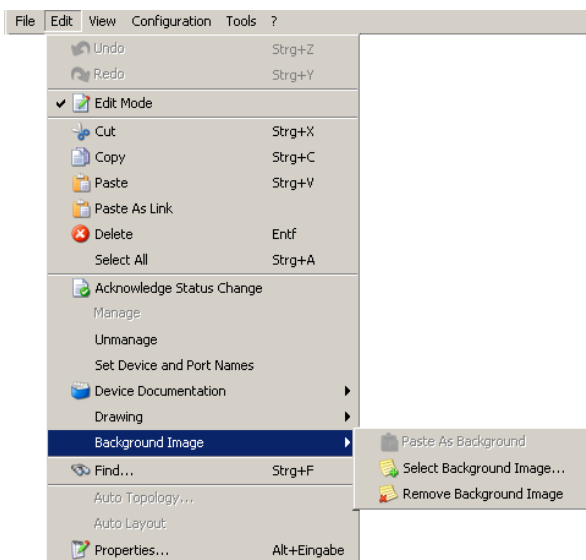 File Edit View Configuration Tools ?
Undo Strg+Z
Redo Strg+Y
Edit Mode
Cut Strg+X
Copy Strg+C
Paste Strg+V
Paste As Link
Delete Entf
Select All Strg+A
Acknowledge Status Change
Manage
Unmanage
Set Device and Port Names
Device Documentation
Drawing
Background Image
Paste As Background
Select Background Image...
Remove Background Image
Find... Strg+F
Auto Topology...
Auto Layout
Properties... Alt+Eingabe